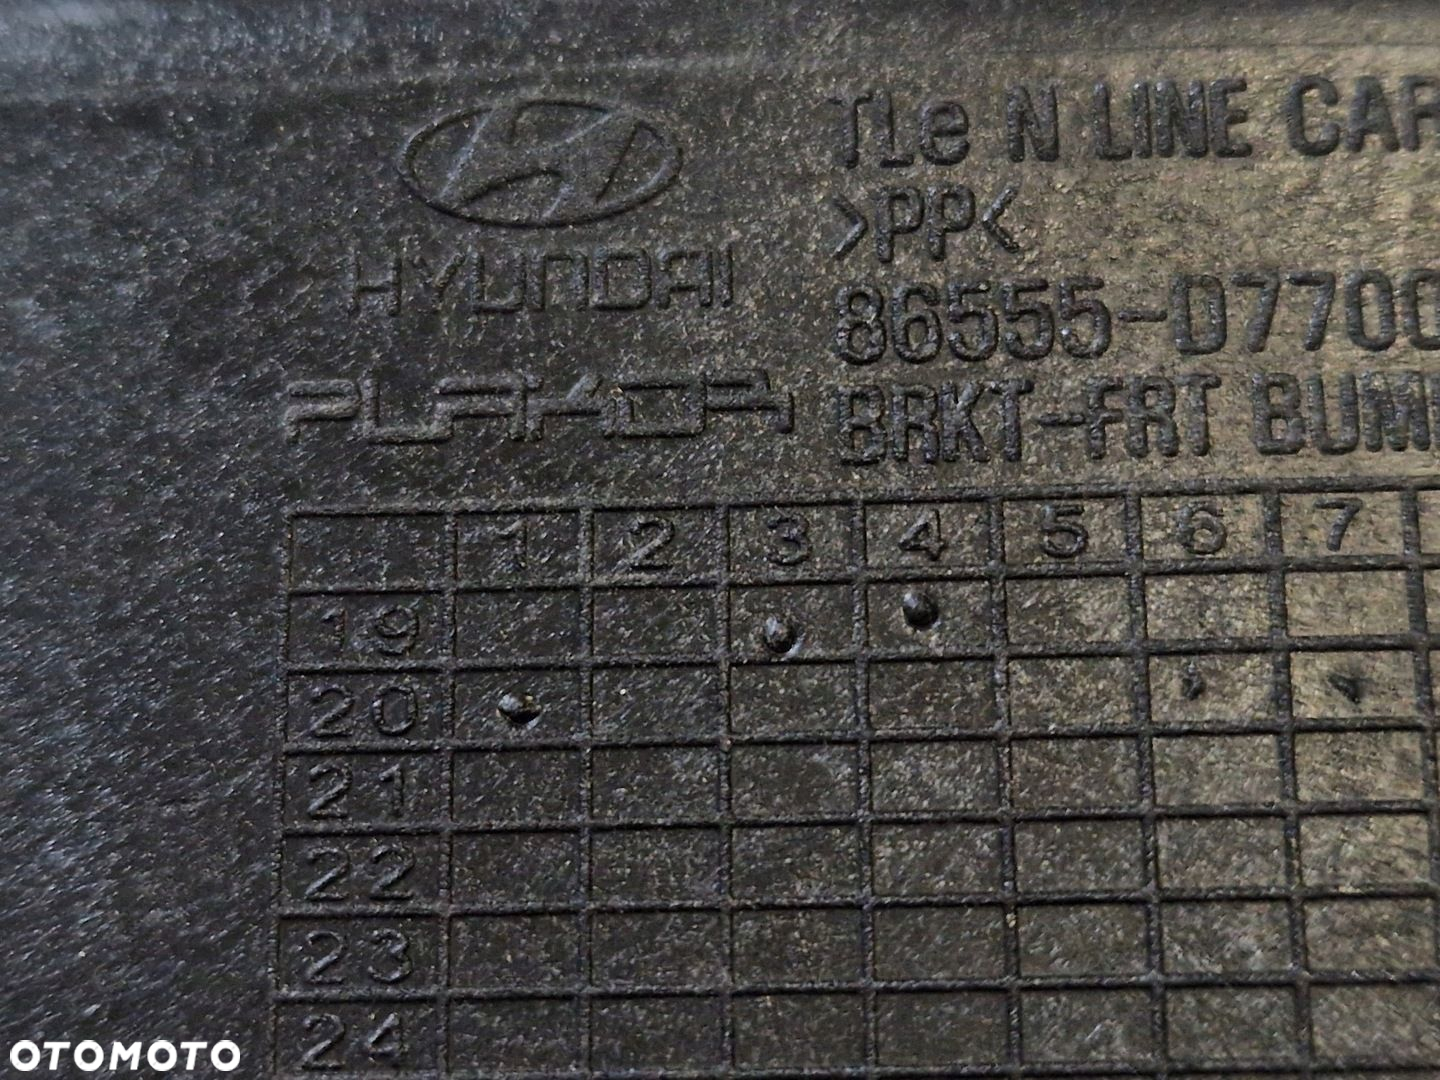 TLe N LINE CAR
HYUNDAI
>PP<
86555-D770
PLAKOR
BRKT-FRT BUM
1 2 3 4 5 6 7
19
20
21
22
23
24
OTOMOTO